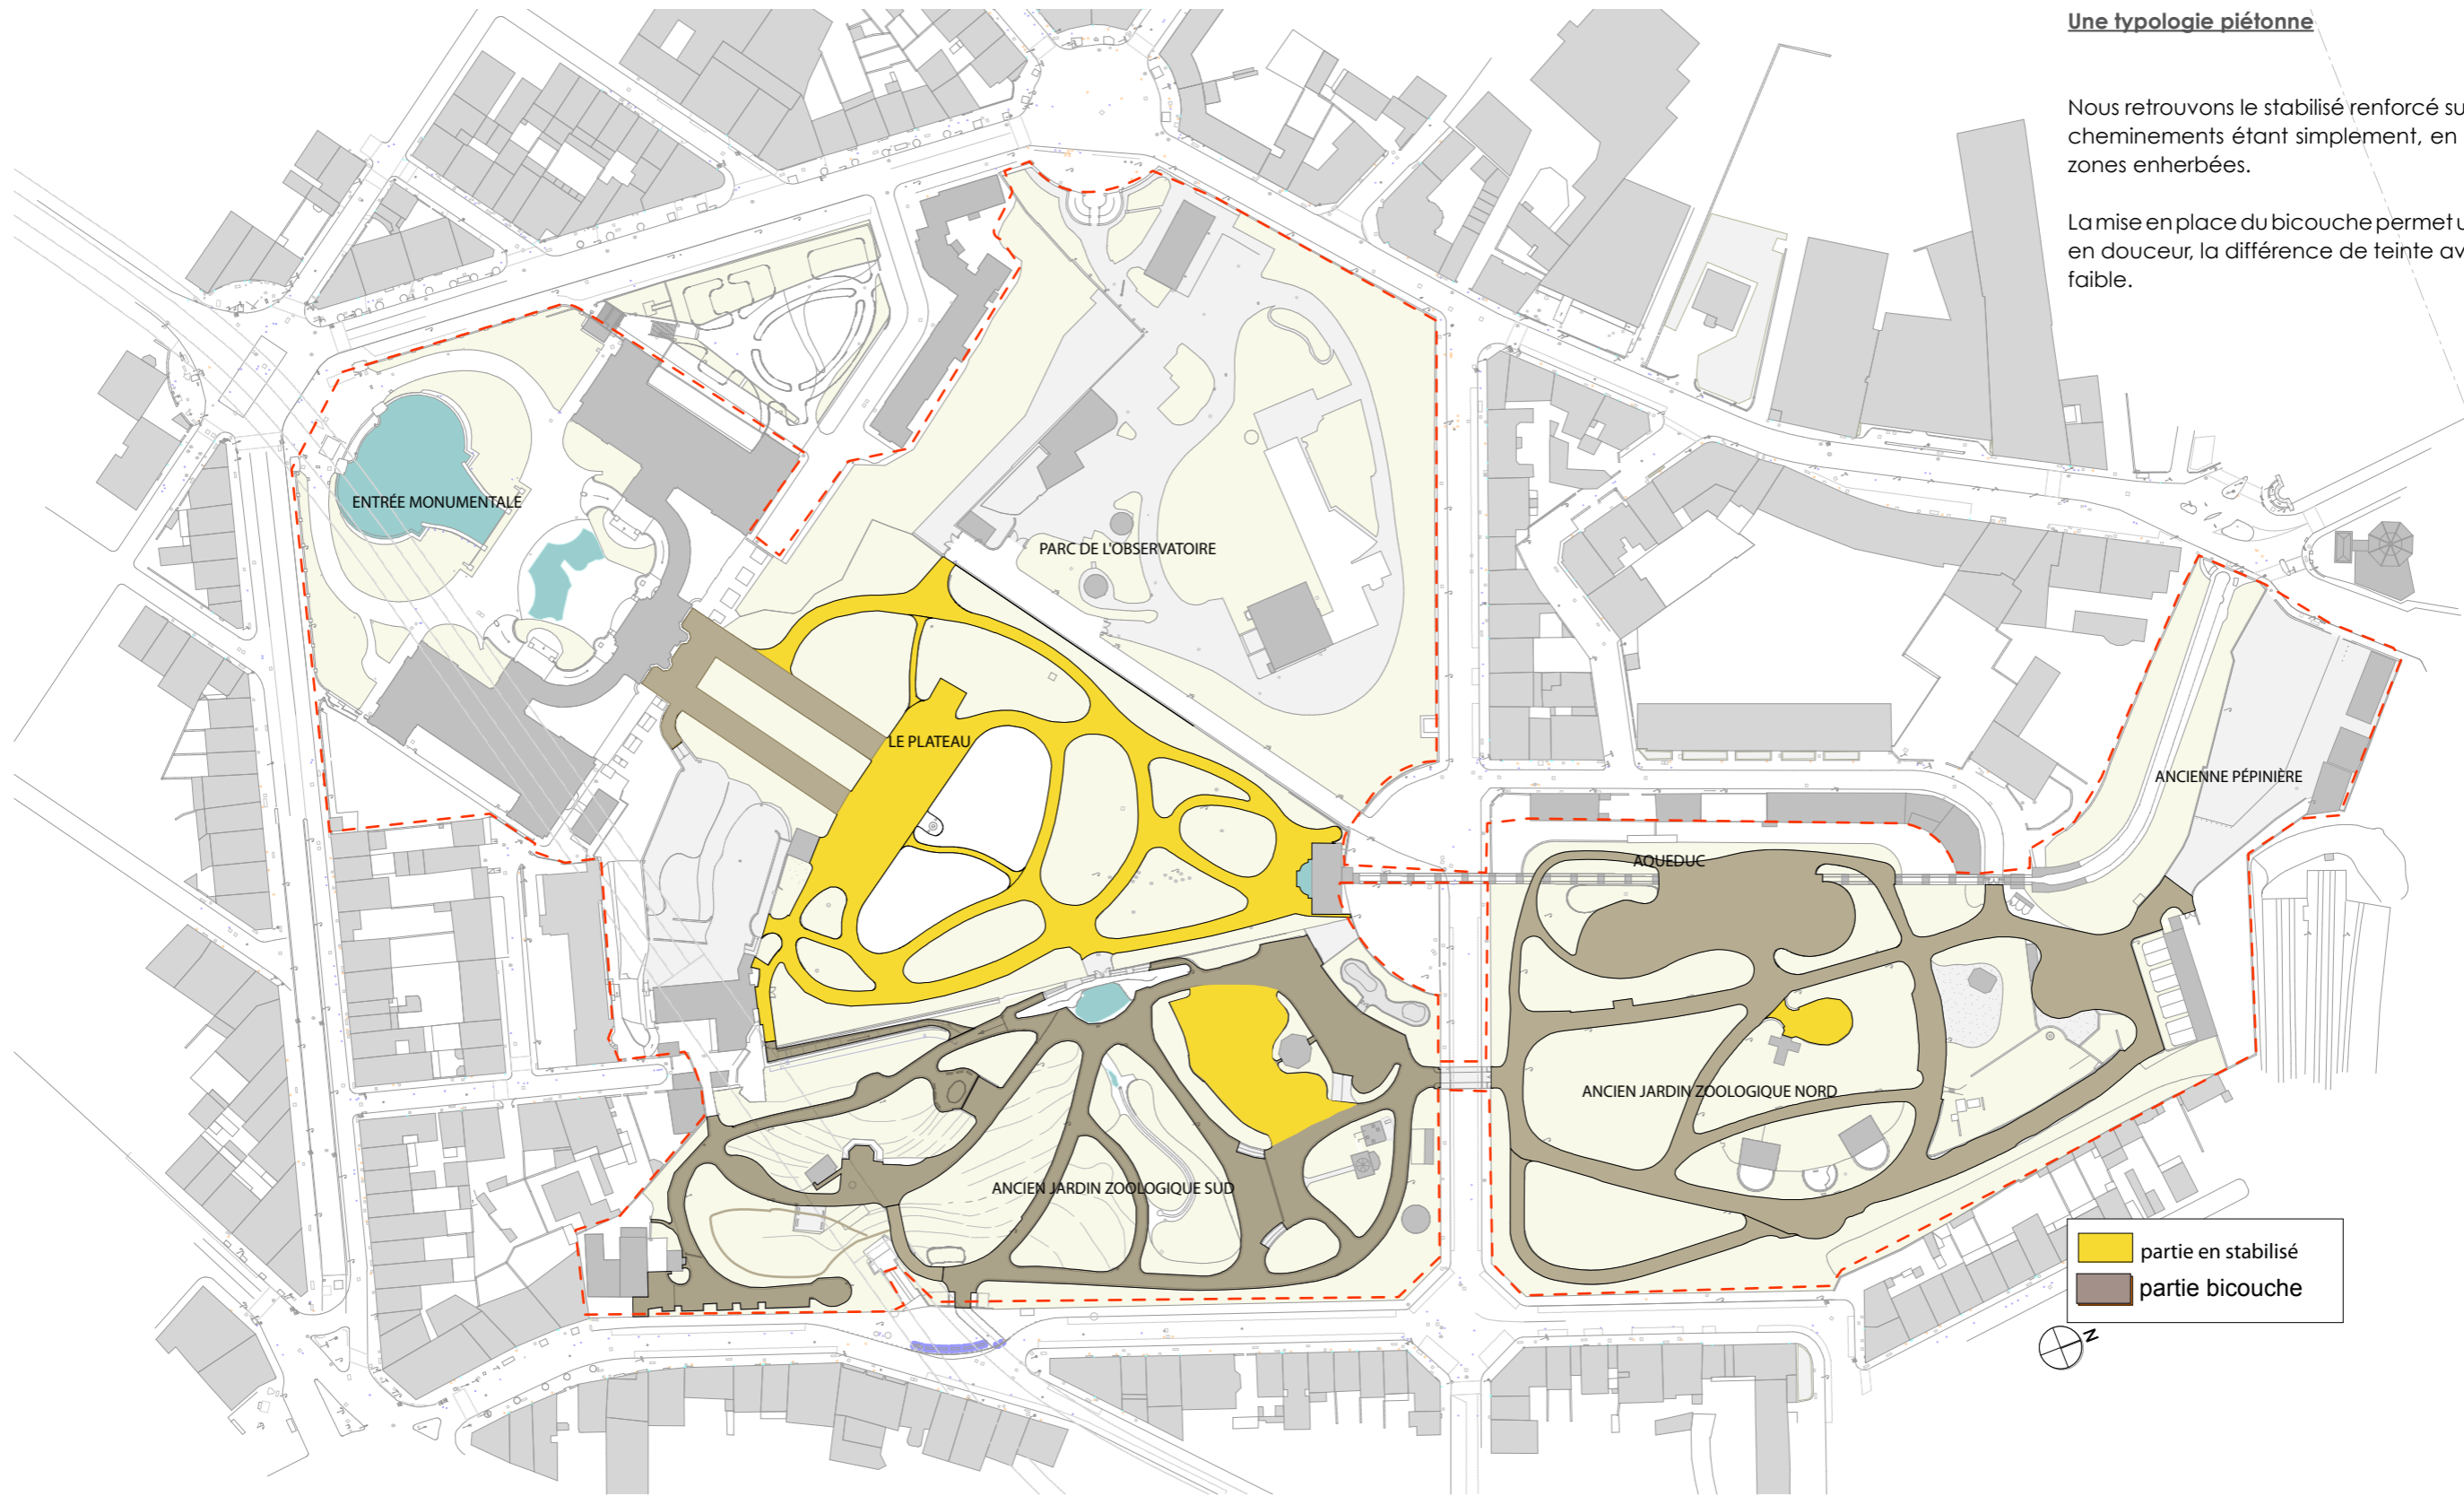 Une typologie piétonne
Nous retrouvons le stabilisé renforcé su
cheminements étant simplement, en
zones enherbées.
La mise en place du bicouche permet u
en douceur, la différence de teinte av
faible.
ENTRÉE MONUMENTALE
PARC DE L'OBSERVATOIRE
LE PLATEAU
ANCIENNE PÉPINIÈRE
AQUEDUC
ANCIEN JARDIN ZOOLOGIQUE NORD
ANCIEN JARDIN ZOOLOGIQUE SUD
partie en stabilisé
partie bicouche
N